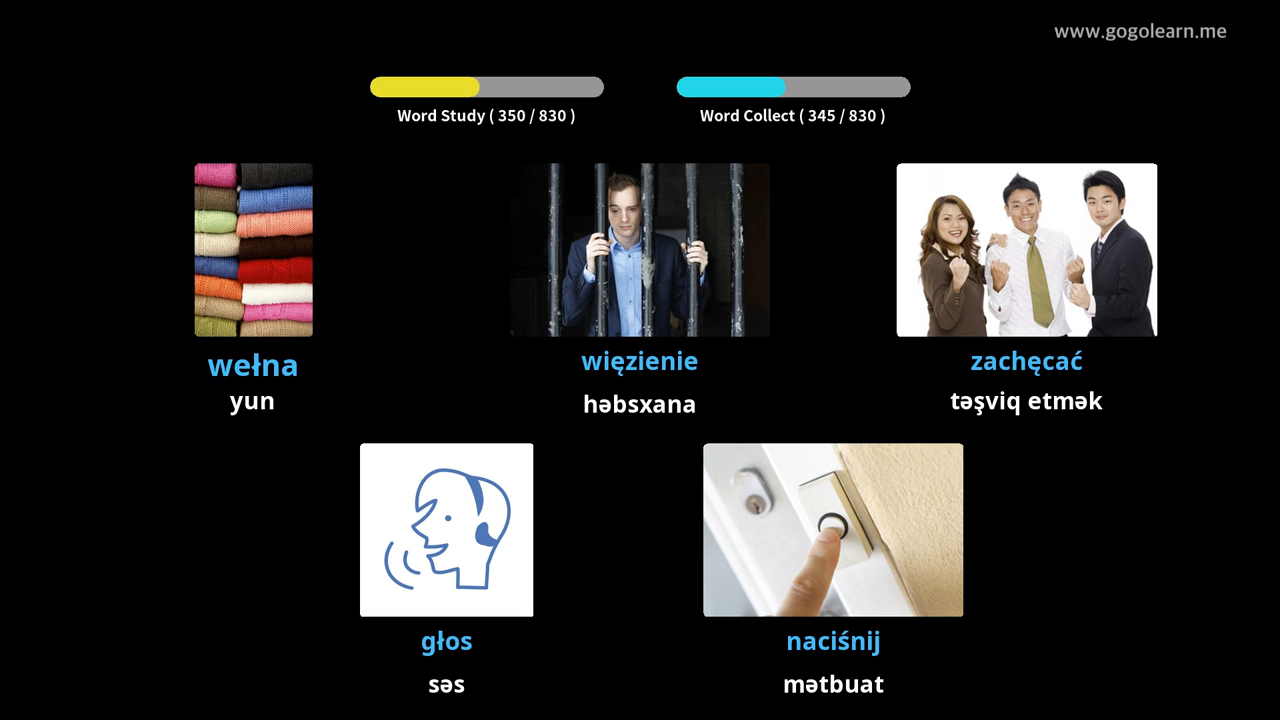 www.gogolearn.me
Word Study ( 350 / 830 )
Word Collect ( 345 / 830 )
wełna
yun
więzienie
həbsxana
zachęcać
təşviq etmək
głos
səs
naciśnij
mətbuat